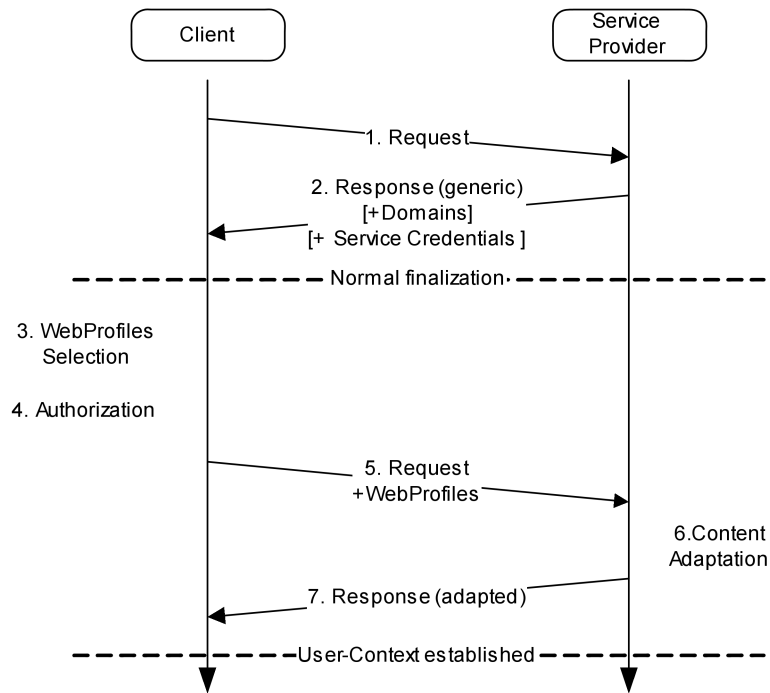 Client
Service
Provider
1. Request
2. Response (generic)
[+Domains]
[+ Service Credentials ]
Normal finalization
3. WebProfiles
Selection
4. Authorization
5. Request
+WebProfiles
6.Content
Adaptation
7. Response (adapted)
User-Context established